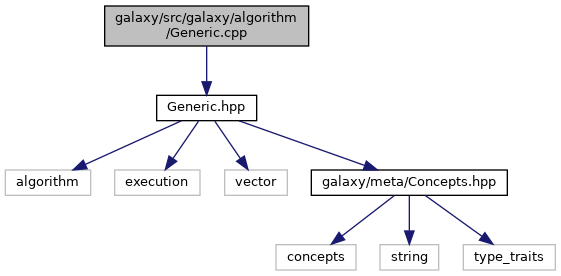 galaxy/src/galaxy/algorithm
/Generic.cpp
Generic.hpp
algorithm
execution
vector
galaxy/meta/Concepts.hpp
concepts
string
type_traits